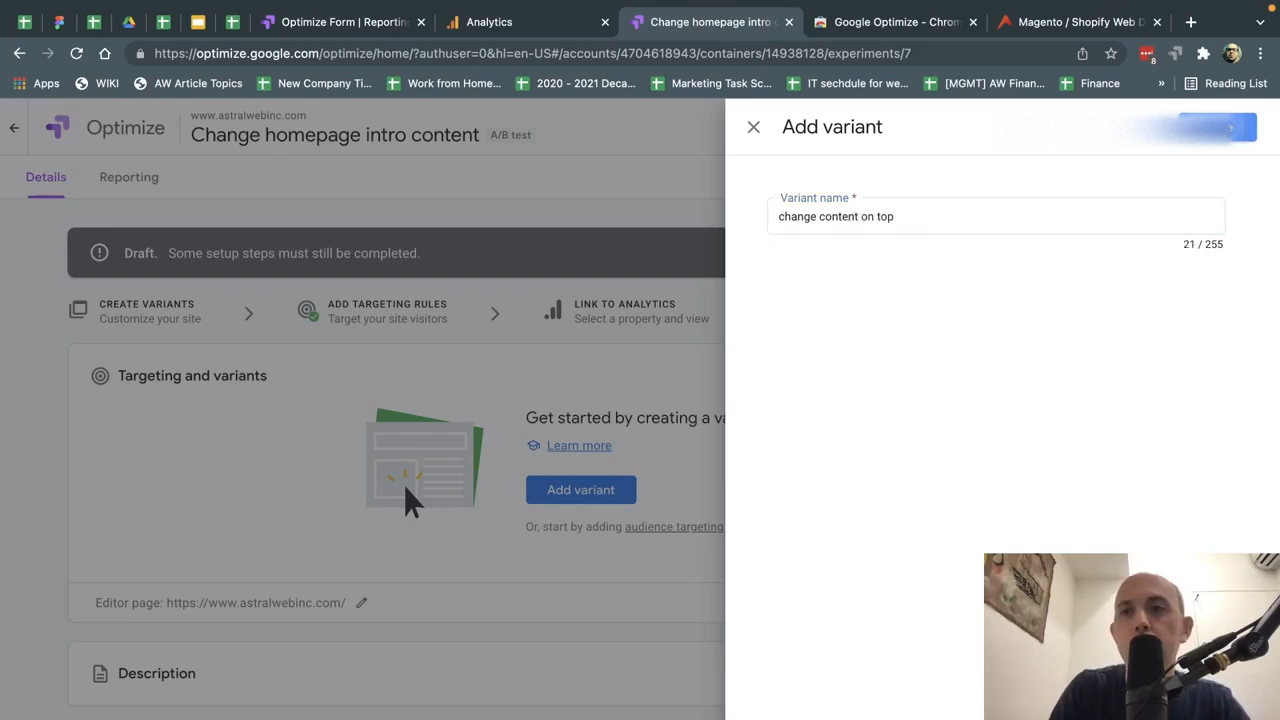 Optimize Form | Reportin
Analytics
Change homepage intro c
Google Optimize - Chrom
Magento / Shopify Web D
https://optimize.google.com/optimize/home/?authuser=0&hl=en-US#/accounts/4704618943/containers/14938128/experiments/7
8
Apps
WIKI
AW Article Topics
New Company Ti...
Work from Home...
2020 - 2021 Deca...
Marketing Task Sc...
IT techdule for we...
[MGMT] AW Finan...
Finance
»
Reading List
Optimize
www.astralwebinc.com
Change homepage intro content
A/B test
Add variant
Details
Reporting
Variant name *
change content on top
21 / 255
Draft. Some setup steps must still be completed.
CREATE VARIANTS
Customize your site
ADD TARGETING RULES
Target your site visitors
LINK TO ANALYTICS
Select a property and view
Targeting and variants
Get started by creating a va
Learn more
Add variant
Or, start by adding audience targeting
Editor page: https://www.astralwebinc.com/
Description